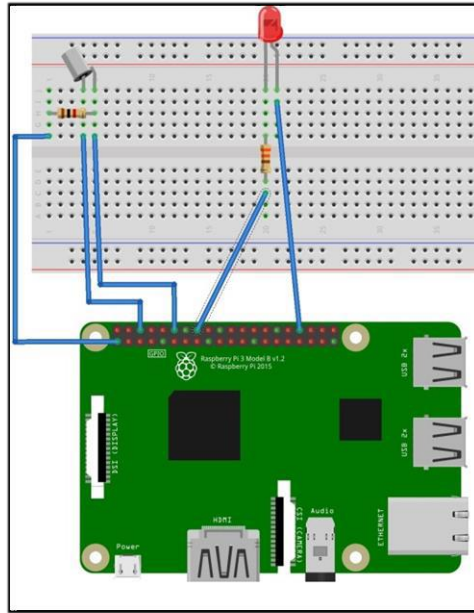 GPIO
Raspberry Pi 3 Model B v1.2
© Raspberry Pi 2015
USB 2x
DSI (DISPLAY)
USB 2x
HDMI
CSI (CAMERA)
Audio
ETHERNET
Power